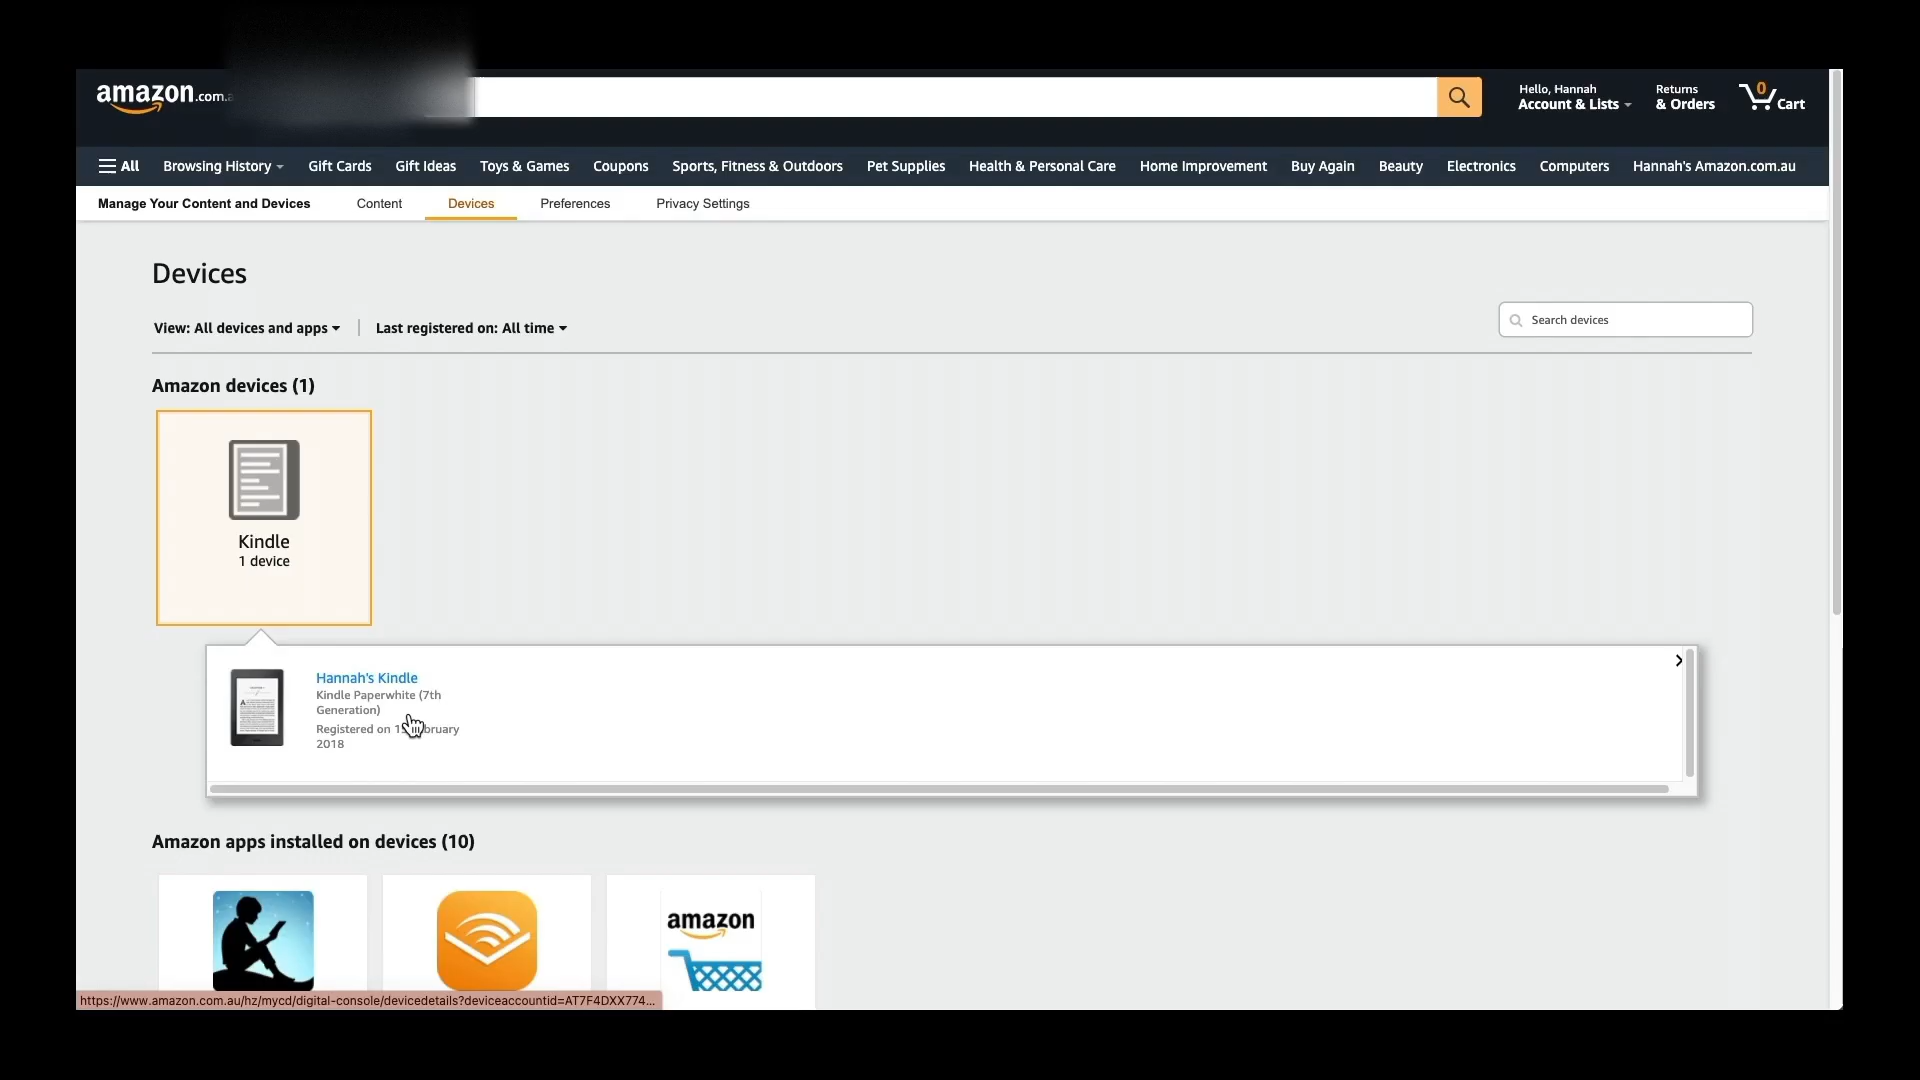 amazon.com.a
Hello, Hannah
Account & Lists
Returns
& Orders
0
Cart
All
Browsing History
Gift Cards
Gift Ideas
Toys & Games
Coupons
Sports, Fitness & Outdoors
Pet Supplies
Health & Personal Care
Home Improvement
Buy Again
Beauty
Electronics
Computers
Hannah's Amazon.com.au
Manage Your Content and Devices
Content
Devices
Preferences
Privacy Settings
Devices
View: All devices and apps
Last registered on: All time
Search devices
Amazon devices (1)
Kindle
1 device
Hannah's Kindle
Kindle Paperwhite (7th
Generation)
Registered on
2018
Amazon apps installed on devices (10)
amazon
https://www.amazon.com.au/hz/mycd/digital-console/devicedetails?deviceaccountid=AT7F4DXX774...